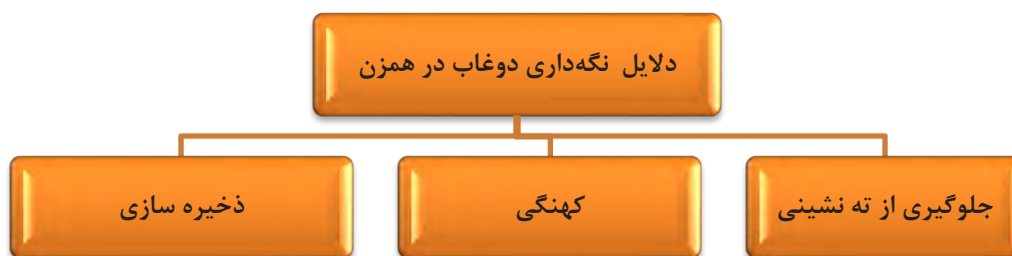 دلایل نگه‌داری دوغاب در همزن
جلوگیری از ته نشینی
کهنگی
ذخیره سازی